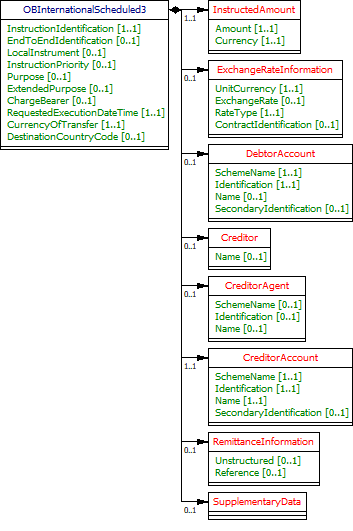 OBInternationalScheduled3
InstructionIdentification [1..1]
EndToEndIdentification [0..1]
LocalInstrument [0..1]
InstructionPriority [0..1]
Purpose [0..1]
ExtendedPurpose [0..1]
ChargeBearer [0..1]
RequestedExecutionDateTime [1..1]
CurrencyOfTransfer [1..1]
DestinationCountryCode [0..1]
1..1
InstructedAmount
Amount [1..1]
Currency [1..1]
0..1
ExchangeRateInformation
UnitCurrency [1..1]
ExchangeRate [0..1]
RateType [1..1]
ContractIdentification [0..1]
0..1
DebtorAccount
SchemeName [1..1]
Identification [1..1]
Name [0..1]
SecondaryIdentification [0..1]
0..1
Creditor
Name [0..1]
0..1
CreditorAgent
SchemeName [0..1]
Identification [0..1]
Name [0..1]
1..1
CreditorAccount
SchemeName [1..1]
Identification [1..1]
Name [1..1]
SecondaryIdentification [0..1]
0..1
RemittanceInformation
Unstructured [0..1]
Reference [0..1]
0..1
SupplementaryData